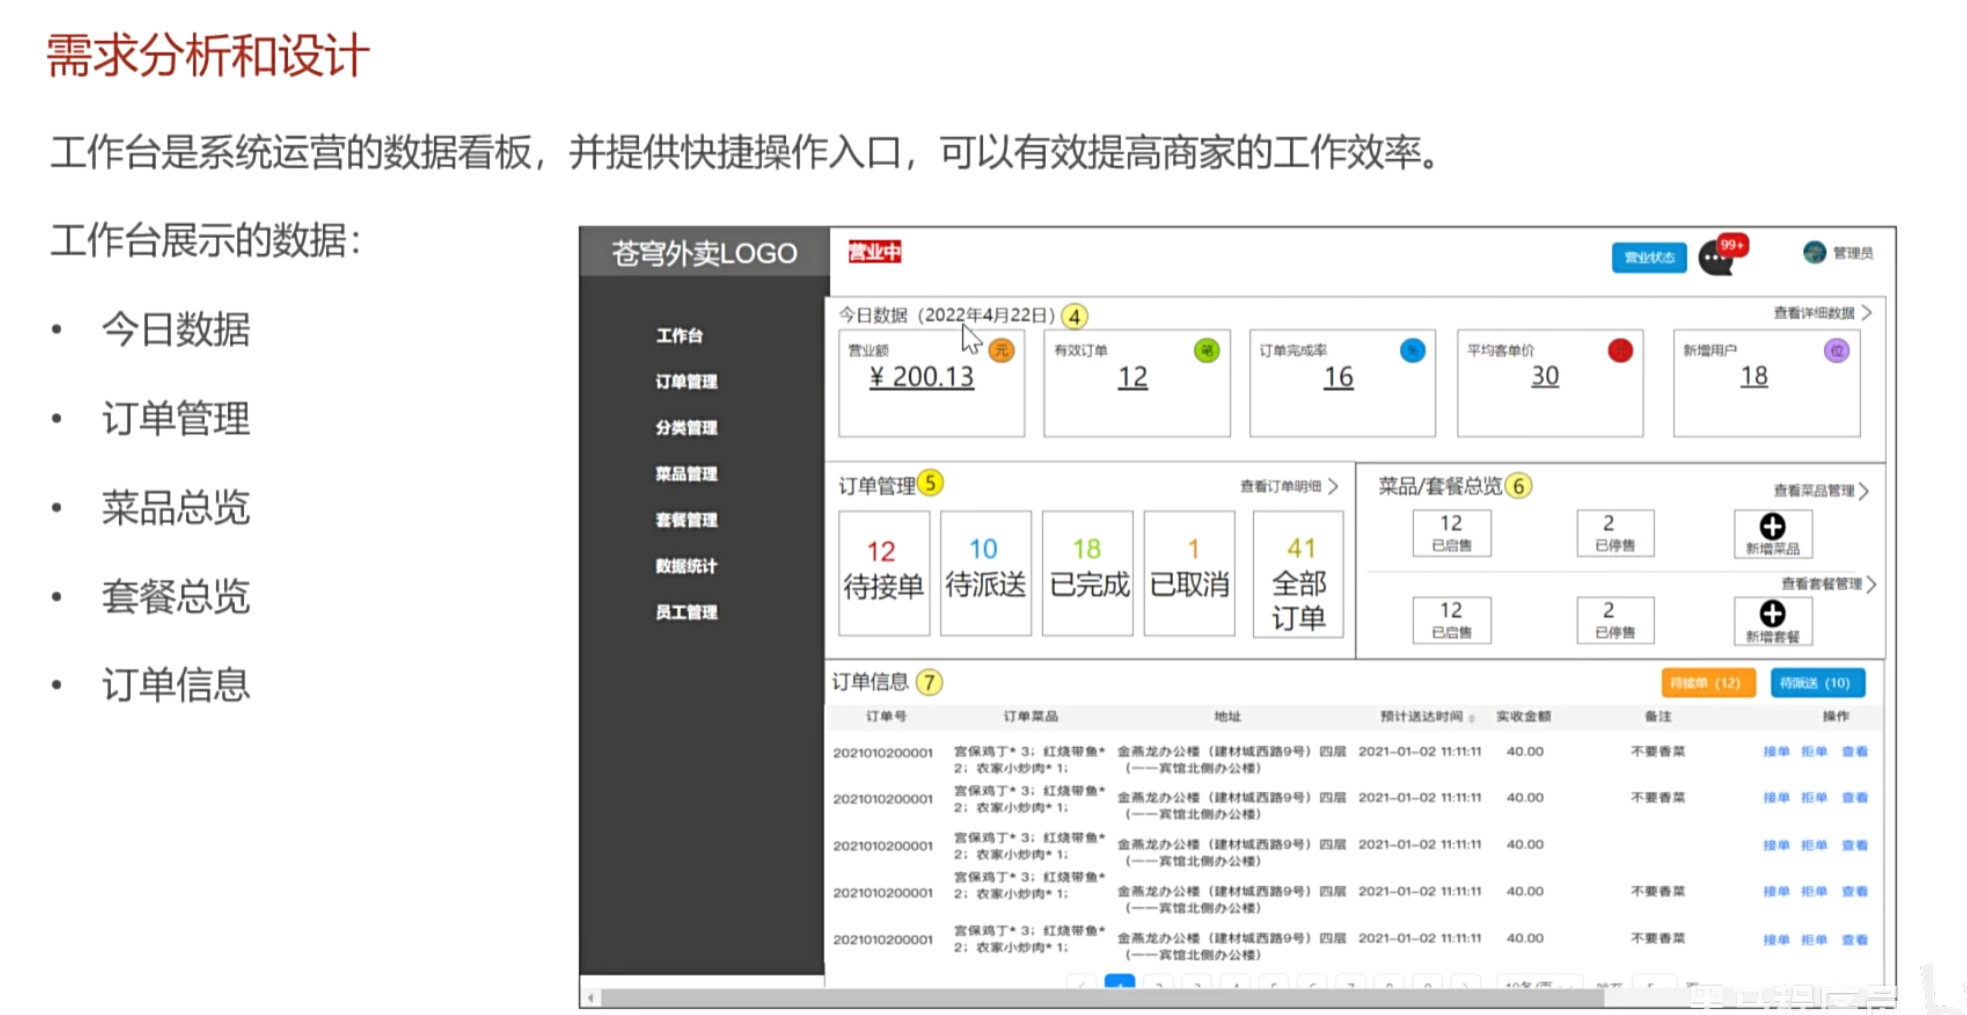 需求分析和设计
工作台是系统运营的数据看板，并提供快捷操作入口，可以有效提高商家的工作效率。
工作台展示的数据：
• 今日数据
• 订单管理
• 菜品总览
• 套餐总览
• 订单信息
苍穹外卖LOGO
营业中
营业状态
99+
管理员
工作台
订单管理
分类管理
菜品管理
套餐管理
数据统计
员工管理
今日数据（2022年4月22日） 4
查看详细数据
营业额 元
¥ 200.13
有效订单 笔
12
订单完成率 %
16
平均客单价
30
新增用户 位
18
订单管理 5
查看订单明细
12
待接单
10
待派送
18
已完成
1
已取消
41
全部
订单
菜品/套餐总览 6
查看菜品管理
12
已启售
2
已停售
新增菜品
查看套餐管理
12
已启售
2
已停售
新增套餐
订单信息 7
待接单（12）
待派送（10）
订单号 订单菜品 地址 预计送达时间 实收金额 备注 操作
2021010200001 宫保鸡丁* 3；红烧带鱼* 金燕龙办公楼（建材城西路9号）四层 2021-01-02 11:11:11 40.00 不要香菜 接单 拒单 查看
2；农家小炒肉* 1； （——宾馆北侧办公楼）
2021010200001 宫保鸡丁* 3；红烧带鱼* 金燕龙办公楼（建材城西路9号）四层 2021-01-02 11:11:11 40.00 不要香菜 接单 拒单 查看
2；农家小炒肉* 1； （——宾馆北侧办公楼）
2021010200001 宫保鸡丁* 3；红烧带鱼* 金燕龙办公楼（建材城西路9号）四层 2021-01-02 11:11:11 40.00 接单 拒单 查看
2；农家小炒肉* 1； （——宾馆北侧办公楼）
2021010200001 宫保鸡丁* 3；红烧带鱼* 金燕龙办公楼（建材城西路9号）四层 2021-01-02 11:11:11 40.00 不要香菜 接单 拒单 查看
2；农家小炒肉* 1； （——宾馆北侧办公楼）
2021010200001 宫保鸡丁* 3；红烧带鱼* 金燕龙办公楼（建材城西路9号）四层 2021-01-02 11:11:11 40.00 不要香菜 接单 拒单 查看
2；农家小炒肉* 1； （——宾馆北侧办公楼）